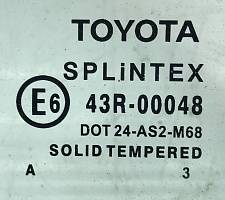 TOYOTA
SPLiNTEX
E6 43R-00048
DOT 24-AS2-M68
SOLID TEMPERED
A 3